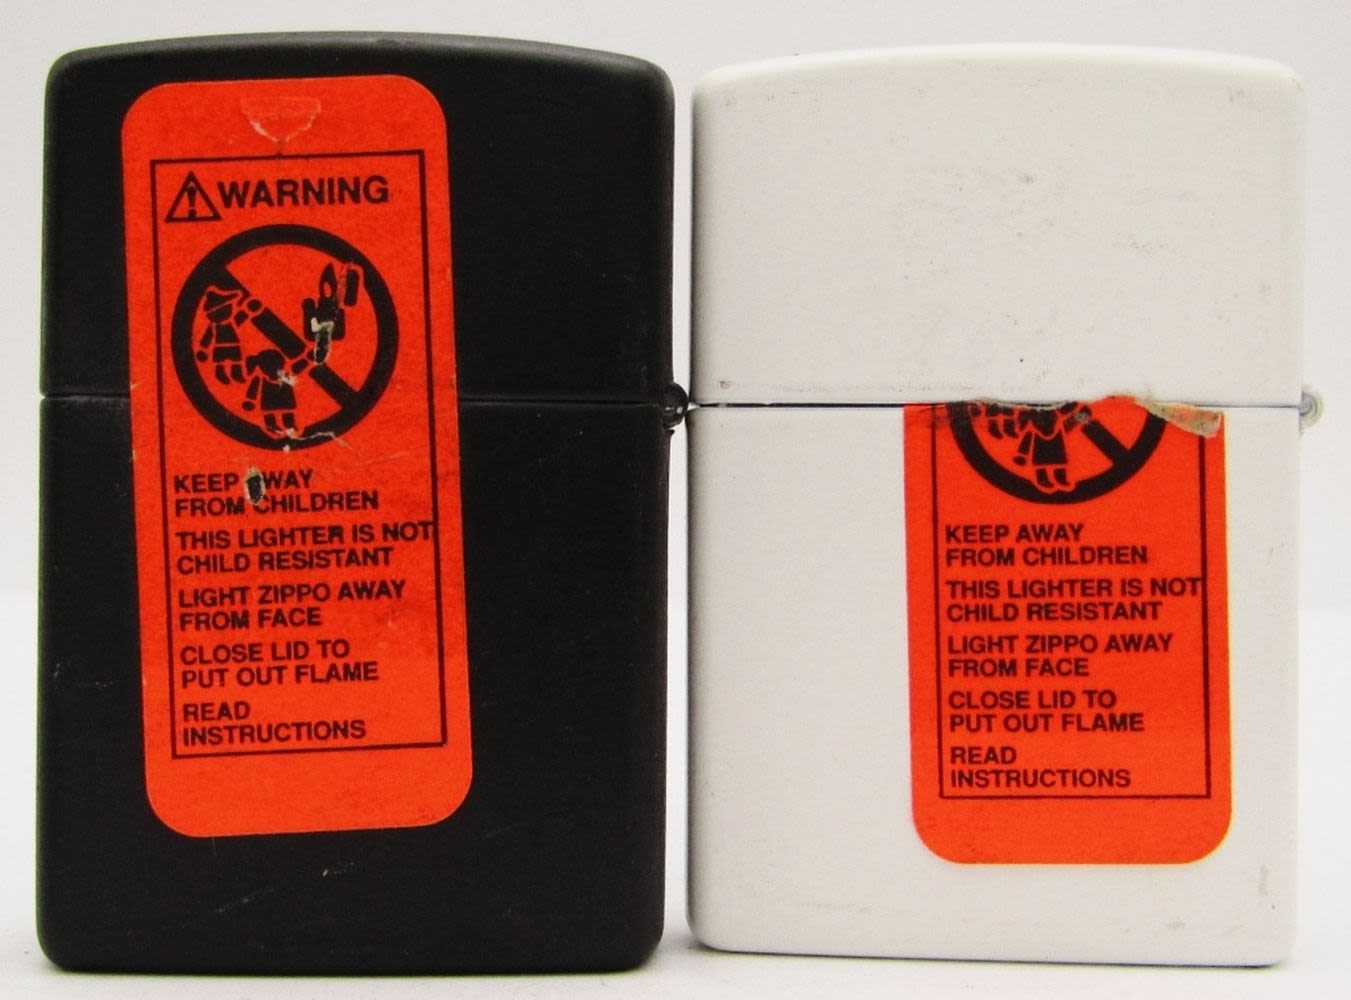 WARNING
KEEP AWAY
FROM CHILDREN
THIS LIGHTER IS NOT
CHILD RESISTANT
LIGHT ZIPPO AWAY
FROM FACE
CLOSE LID TO
PUT OUT FLAME
READ
INSTRUCTIONS
KEEP AWAY
FROM CHILDREN
THIS LIGHTER IS NOT
CHILD RESISTANT
LIGHT ZIPPO AWAY
FROM FACE
CLOSE LID TO
PUT OUT FLAME
READ
INSTRUCTIONS